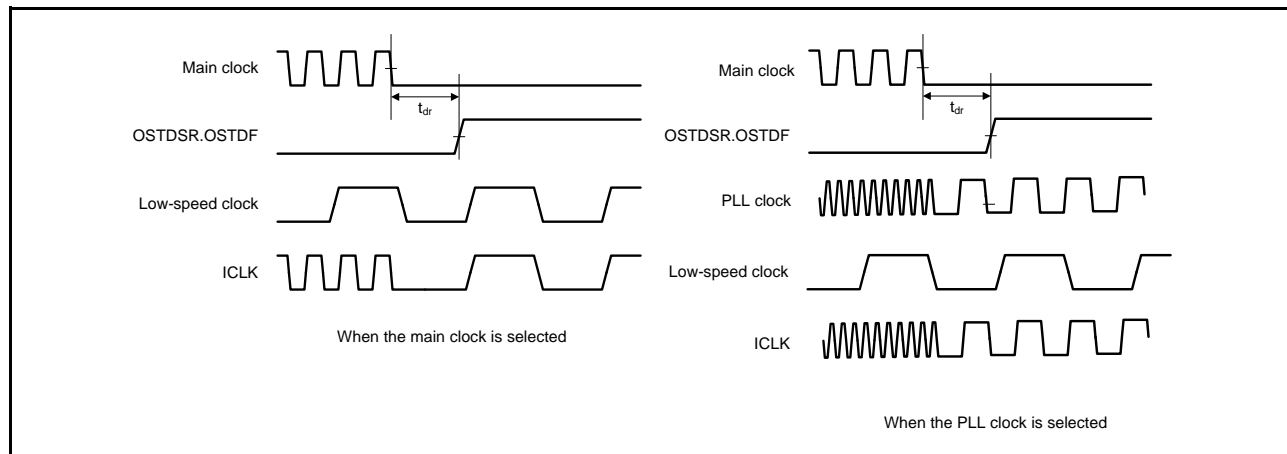 Main clock
t_dr
OSTDSR.OSTDF
Low-speed clock
ICLK
When the main clock is selected
Main clock
t_dr
OSTDSR.OSTDF
PLL clock
Low-speed clock
ICLK
When the PLL clock is selected